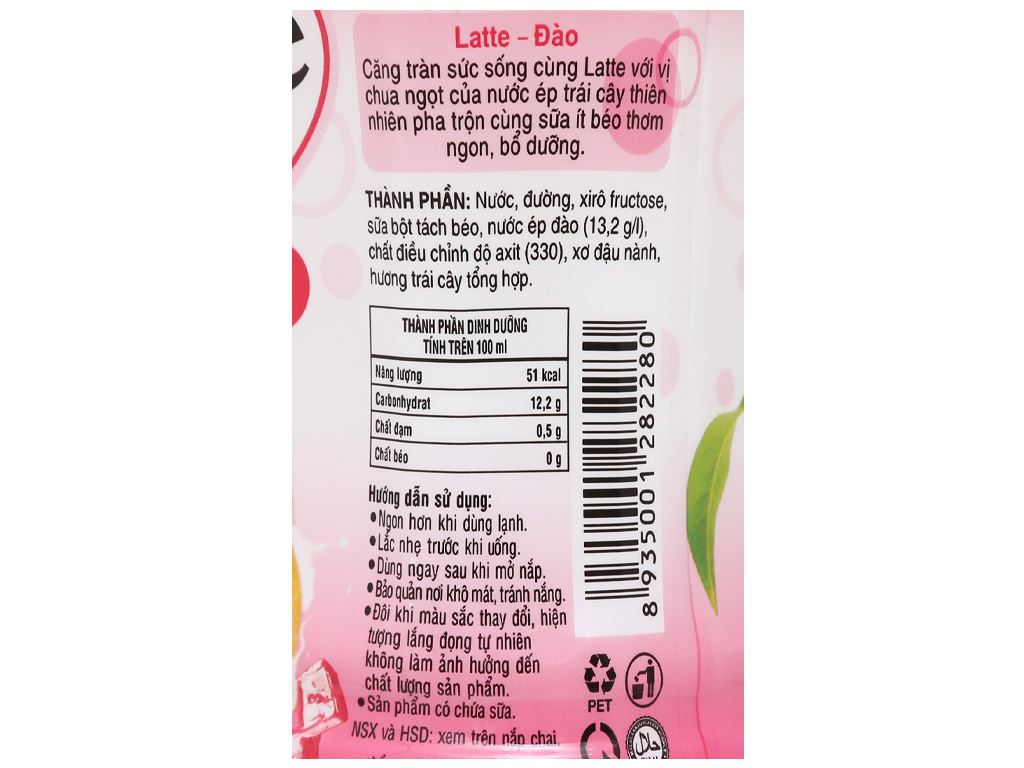 Latte – Đào
Căng tràn sức sống cùng Latte với vị
chua ngọt của nước ép trái cây thiên
nhiên pha trộn cùng sữa ít béo thơm
ngon, bổ dưỡng.
THÀNH PHẦN: Nước, đường, xirô fructose,
sữa bột tách béo, nước ép đào (13,2 g/l),
chất điều chỉnh độ axit (330), xơ đậu nành,
hương trái cây tổng hợp.
THÀNH PHẦN DINH DƯỠNG
TÍNH TRÊN 100 ml
Năng lượng 51 kcal
Carbonhydrat 12,2 g
Chất đạm 0,5 g
Chất béo 0 g
Hướng dẫn sử dụng:
•Ngon hơn khi dùng lạnh.
•Lắc nhẹ trước khi uống.
•Dùng ngay sau khi mở nắp.
•Bảo quản nơi khô mát, tránh nắng.
•Đôi khi màu sắc thay đổi, hiện
tượng lắng đọng tự nhiên
không làm ảnh hưởng đến
chất lượng sản phẩm.
•Sản phẩm có chứa sữa.
NSX và HSD: xem trên nắp chai.
8 935001 282280
PET
حلال